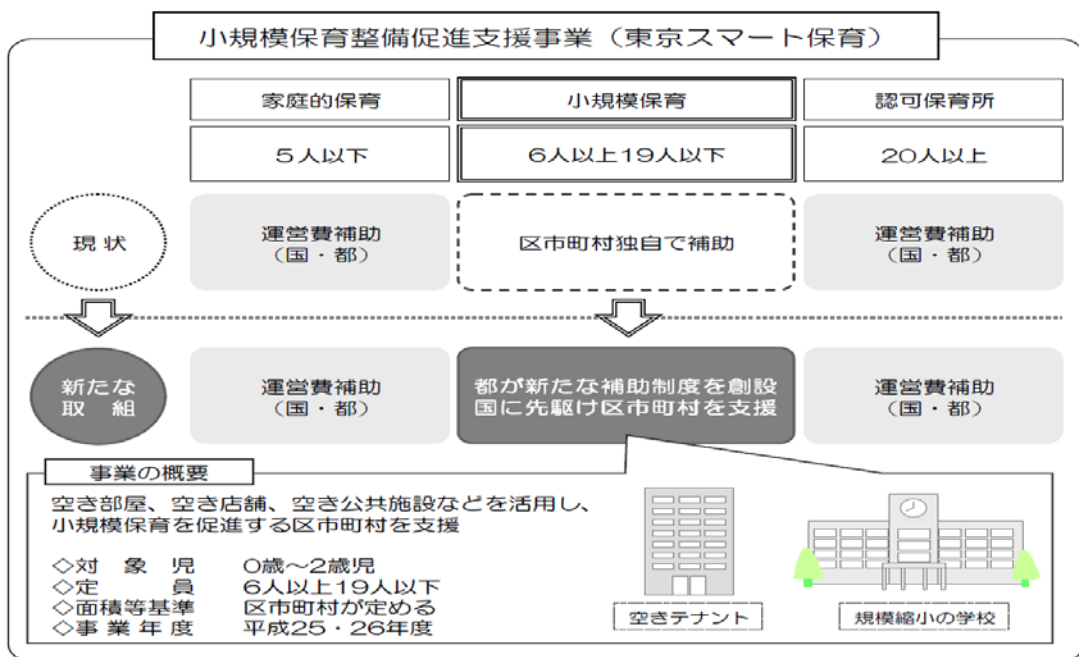 小規模保育整備促進支援事業（東京スマート保育）
家庭的保育
小規模保育
認可保育所
5人以下
6人以上19人以下
20人以上
現状
運営費補助
（国・都）
区市町村独自で補助
運営費補助
（国・都）
新たな
取組
運営費補助
（国・都）
都が新たな補助制度を創設
国に先駆け区市町村を支援
運営費補助
（国・都）
事業の概要
空き部屋、空き店舗、空き公共施設などを活用し、
小規模保育を促進する区市町村を支援
◇対象児 0歳～2歳児
◇定員 6人以上19人以下
◇面積等基準 区市町村が定める
◇事業年度 平成25・26年度
空きテナント
規模縮小の学校